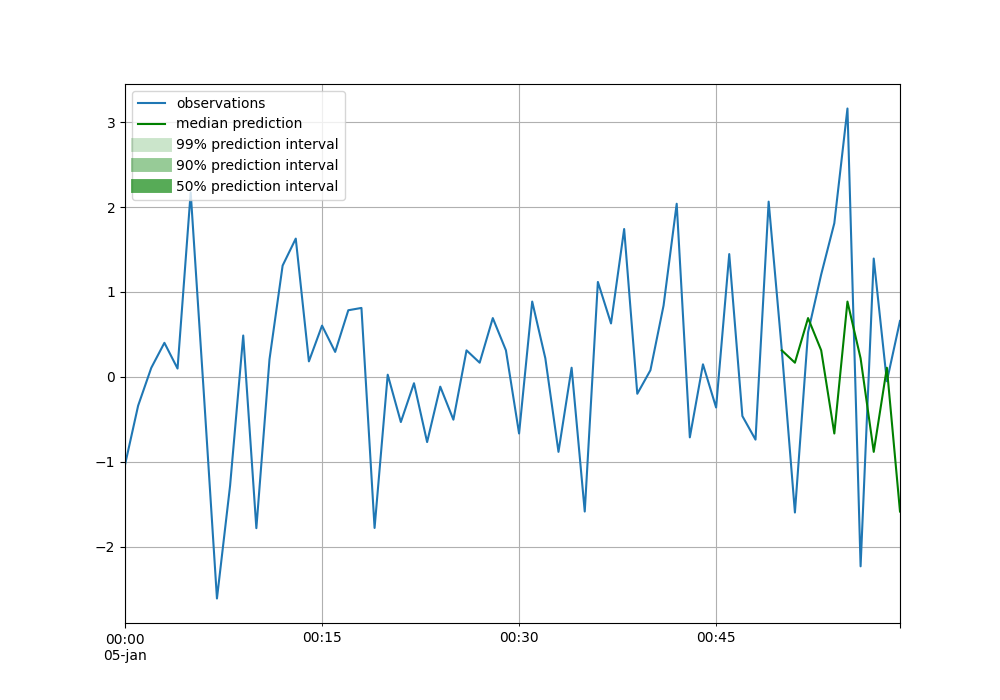 observations
median prediction
99% prediction interval
90% prediction interval
50% prediction interval
3
2
1
0
−1
−2
00:00
05-jan
00:15
00:30
00:45